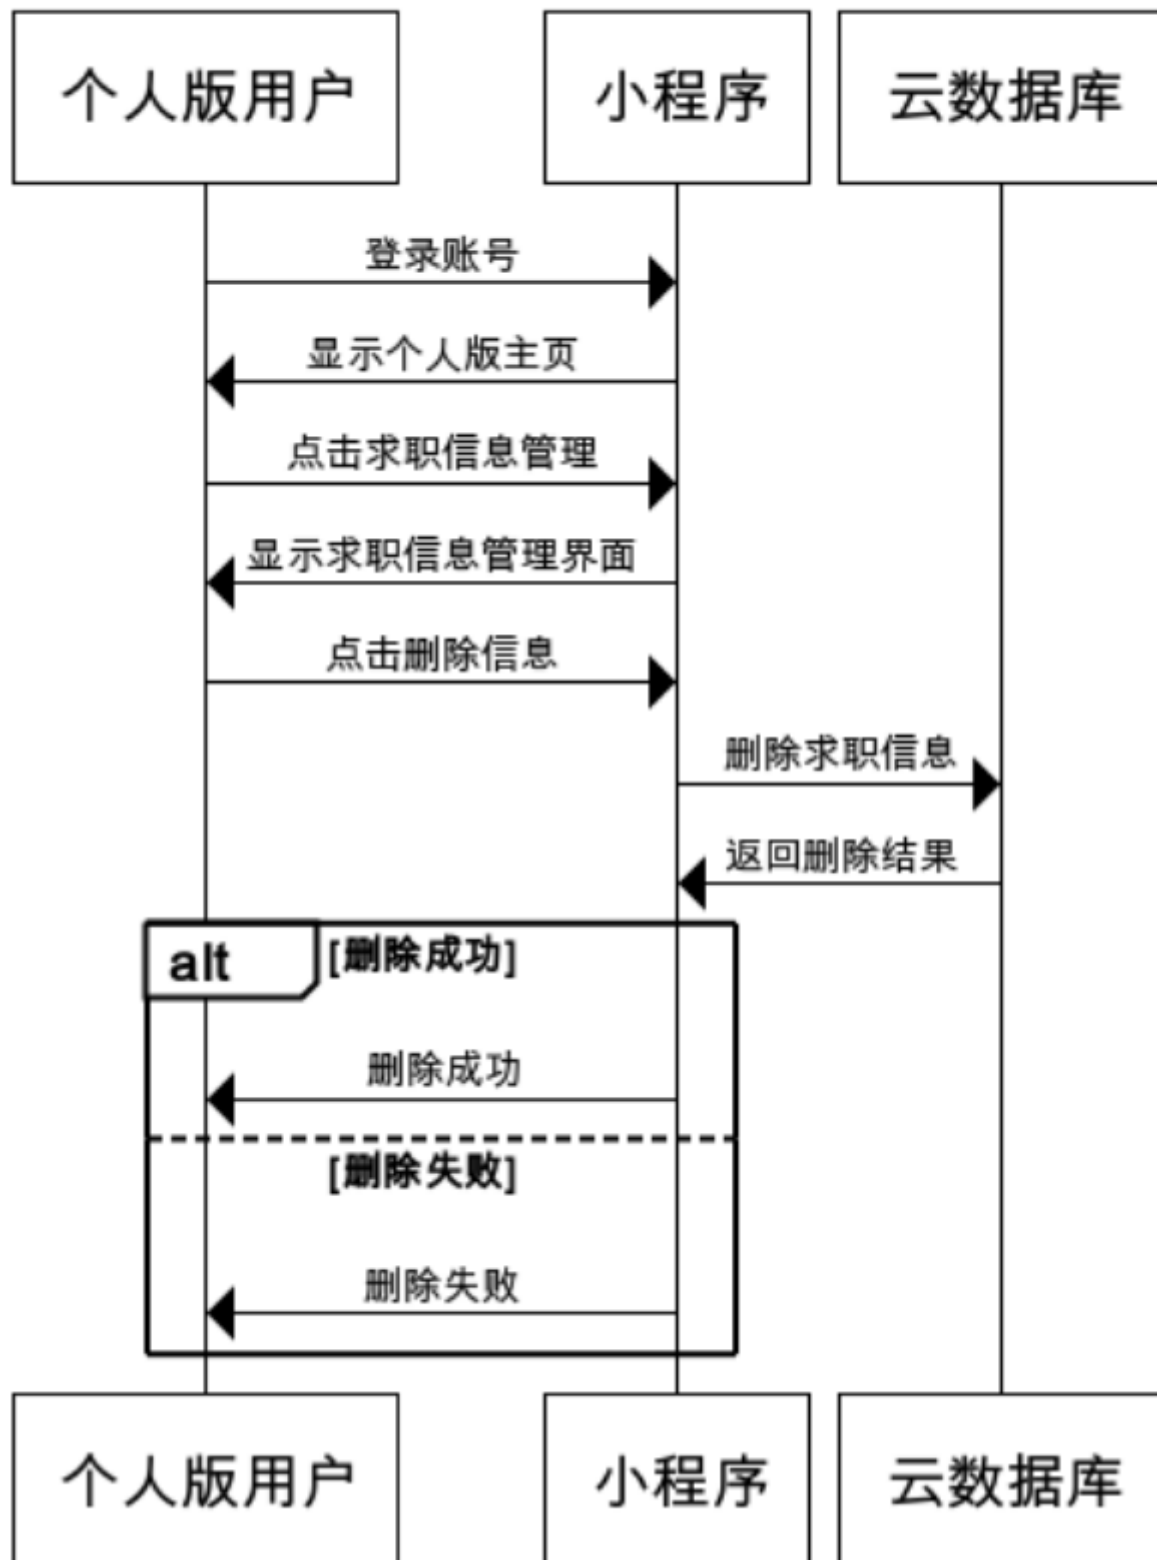 个人版用户
小程序
云数据库
登录账号
显示个人版主页
点击求职信息管理
显示求职信息管理界面
点击删除信息
删除求职信息
返回删除结果
alt
[删除成功]
删除成功
[删除失败]
删除失败
个人版用户
小程序
云数据库